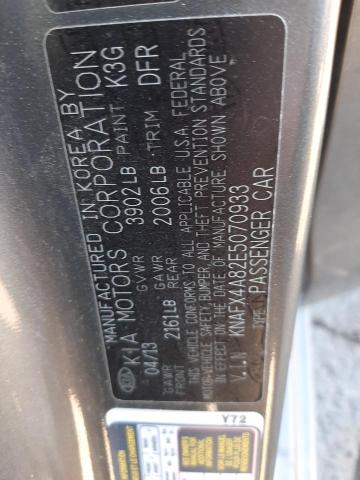 MANUFACTURED IN KOREA BY
KIA KIA MOTORS CORPORATION
04/13 GVWR 3902LB PAINT K3G
GAWR FRONT 2161LB GAWR REAR 2006LB TRIM DFR
THIS VEHICLE CONFORMS TO ALL APPLICABLE U.S.A. FEDERAL
MOTOR VEHICLE SAFETY, BUMPER, AND THEFT PREVENTION STANDARDS
IN EFFECT ON THE DATE OF MANUFACTURE SHOWN ABOVE
V.I.N : KNAFX4A82E5070933
TYPE : PASSENGER CAR
Y72
INFORMATION